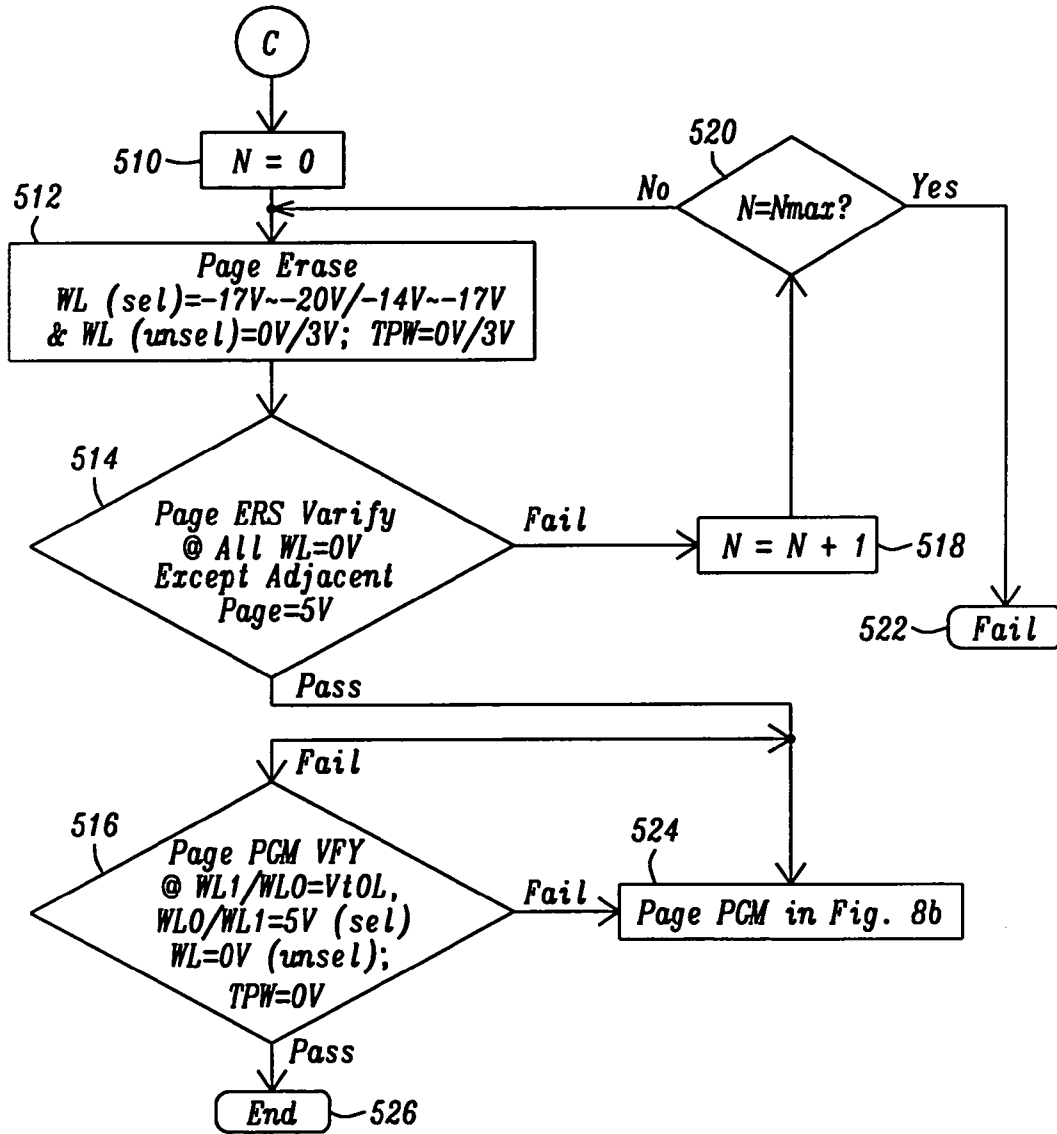 C
510
N = 0
520
N=Nmax?
No
Yes
512
Page Erase
WL (sel)=-17V~-20V/-14V~-17V
& WL (unsel)=0V/3V; TPW=0V/3V
514
Page ERS Varify
@ All WL=0V
Except Adjacent
Page=5V
Fail
N = N + 1
518
522
Fail
Pass
Fail
516
Page PGM VFY
@ WL1/WL0=Vt0L,
WL0/WL1=5V (sel)
WL=0V (unsel);
TPW=0V
Fail
524
Page PGM in Fig. 8b
Pass
End
526